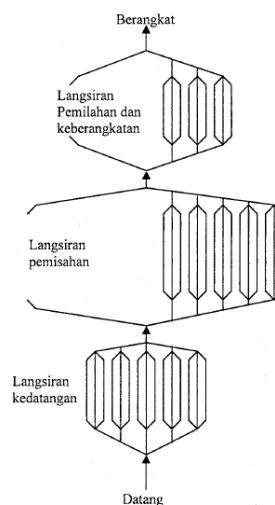 Berangkat
Langsiran
Pemilahan dan
keberangkatan
Langsiran
pemisahan
Langsiran
kedatangan
Datang